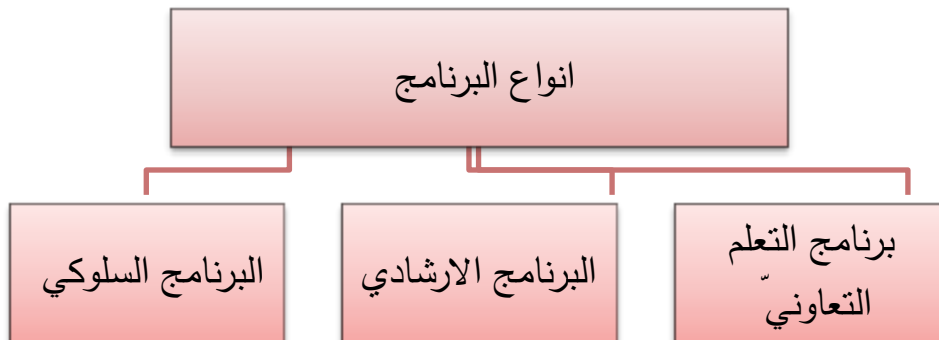 انواع البرنامج
برنامج التعلم
التعاونيّ
البرنامج الارشادي
البرنامج السلوكي